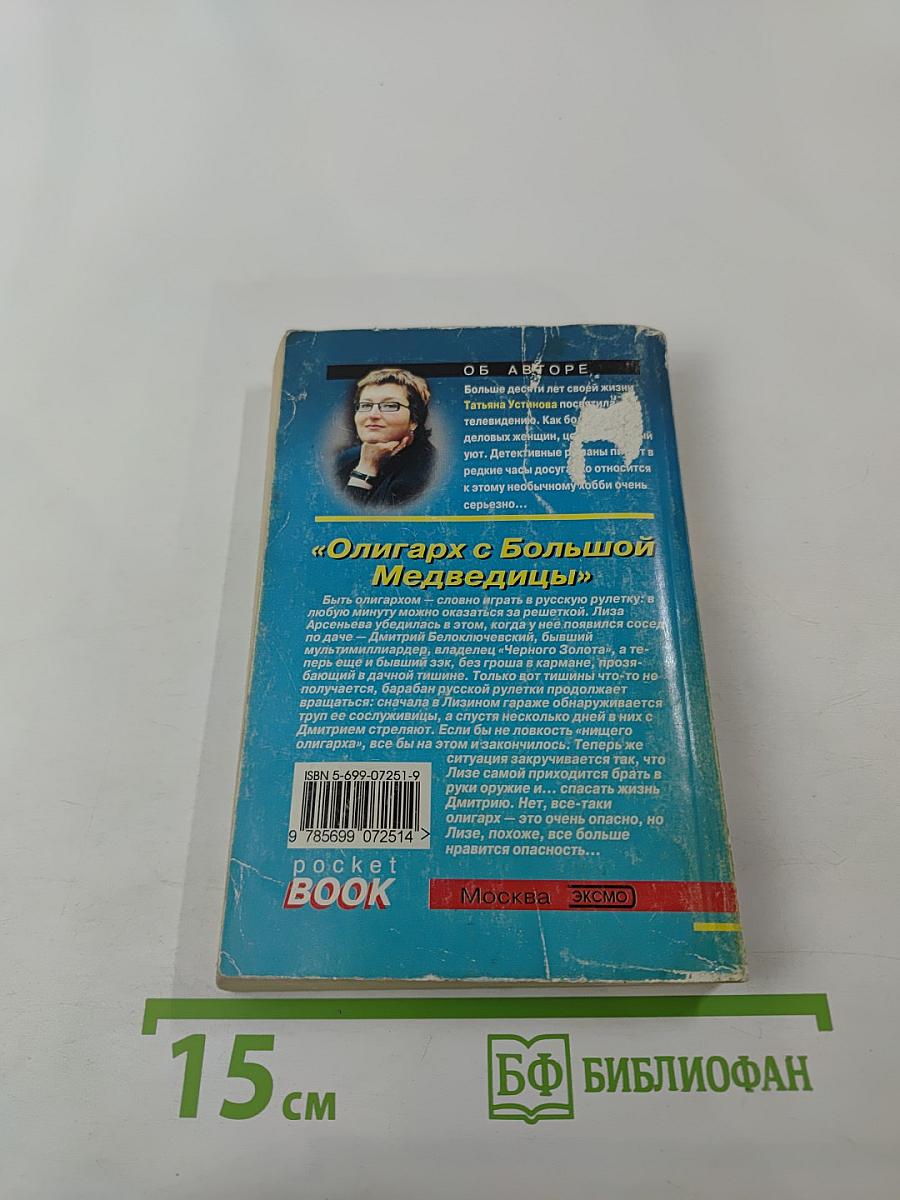 ОБ АВТОРЕ
Больше десяти лет своей жизни
Татьяна Устинова посвятила
телевидению. Как
деловых женщин,
уют. Детективные в
редкие часы досуга относится
к этому необычному хобби очень
серьезно...
«Олигарх с Большой
Медведицы»
Быть олигархом — словно играть в русскую рулетку: в
любую минуту можно оказаться за решеткой. Лиза
Арсеньева убедилась в этом, когда у нее появился сосед
по даче — Дмитрий Белоключевский, бывший
мультимиллиардер, владелец «Черного Золота», а те-
перь еще и бывший зэк, без гроша в кармане, прозя-
бающий в дачной тишине. Только вот тишины что-то не
получается, барабан русской рулетки продолжает
вращаться: сначала в Лизином гараже обнаруживается
труп ее сослуживицы, а спустя несколько дней в них с
Дмитрием стреляют. Если бы не ловкость «нищего
олигарха», все бы на этом и закончилось. Теперь же
ситуация закручивается так, что
Лизе самой приходится брать в
руки оружие и... спасать жизнь
Дмитрию. Нет, все-таки
олигарх — это очень опасно, но
Лизе, похоже, все больше
нравится опасность...
ISBN 5-699-07251-9
9 785699 072514 >
pocket
BOOK
Москва ЭКСМО
15 см
БФ БИБЛИОФАН